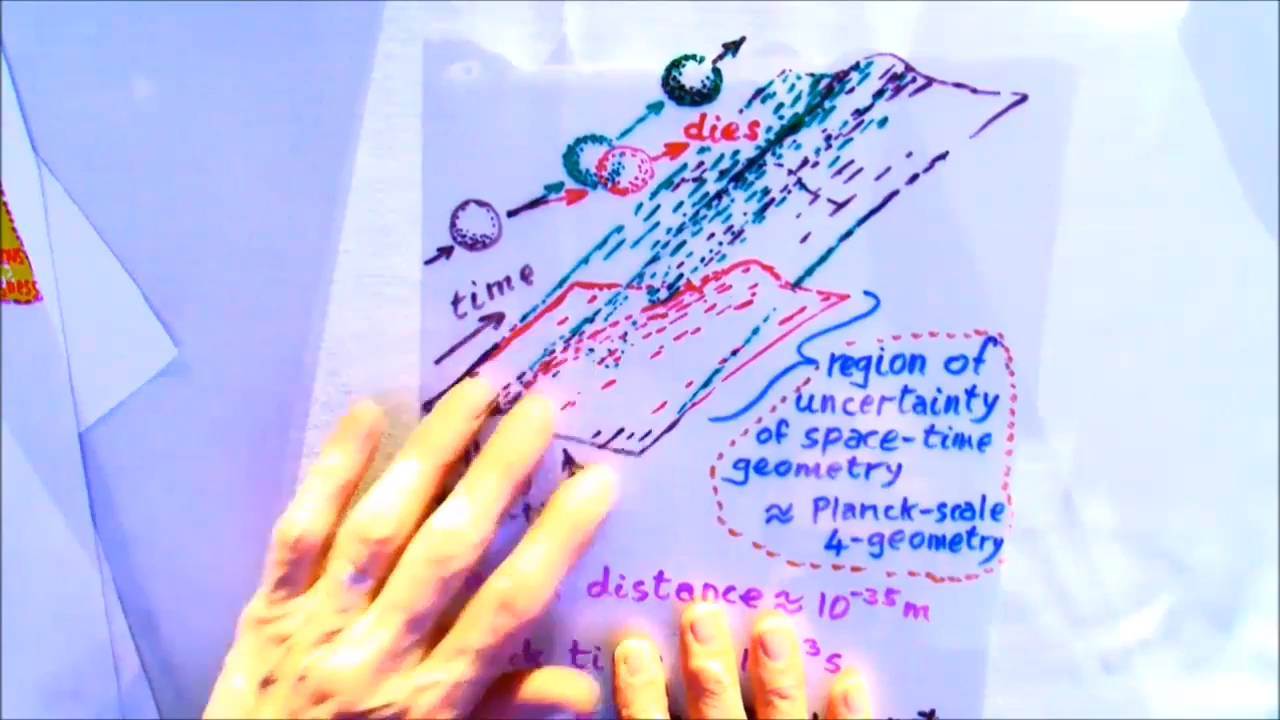 dies
time
region of
uncertainty
of space-time
geometry
≈ Planck-scale
4-geometry
distance ≈ 10⁻³⁵m